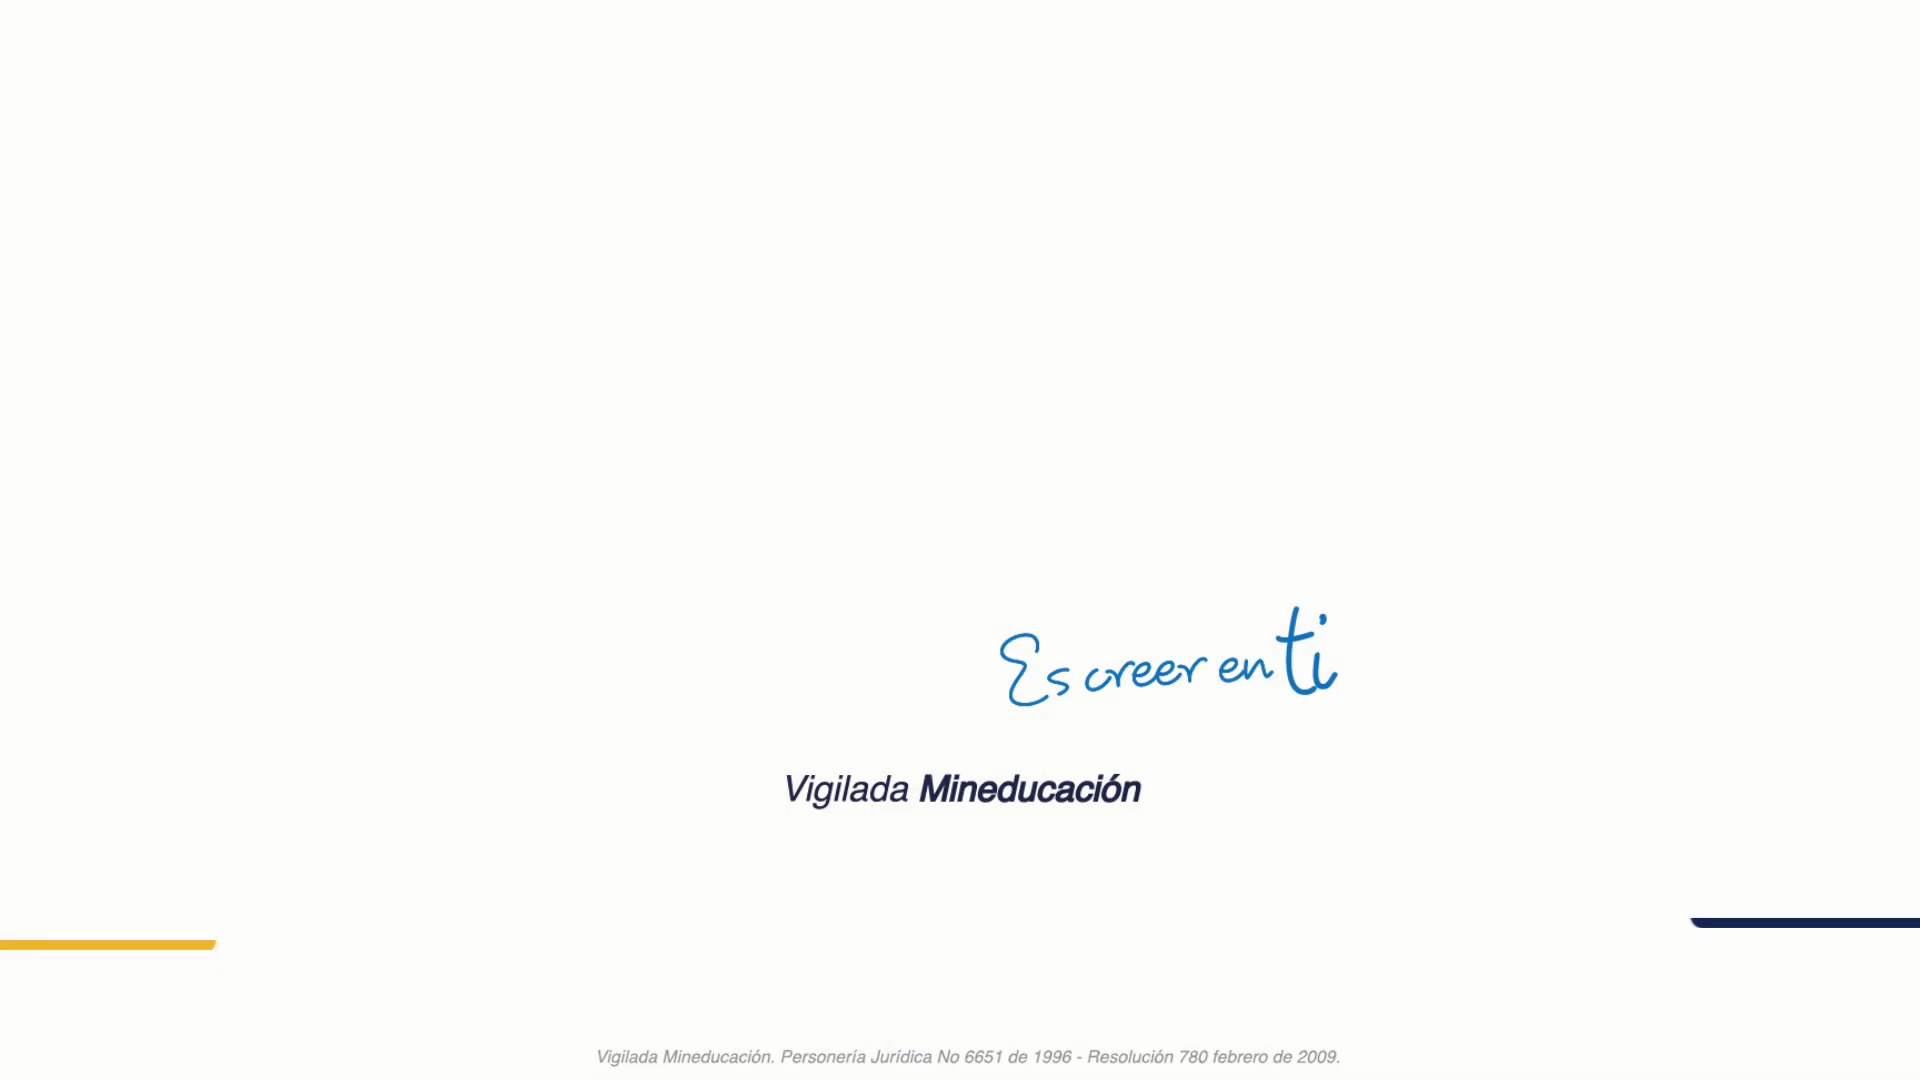 Es creer en ti
Vigilada Mineducación
Vigilada Mineducación. Personería Jurídica No 6651 de 1996 - Resolución 780 febrero de 2009.